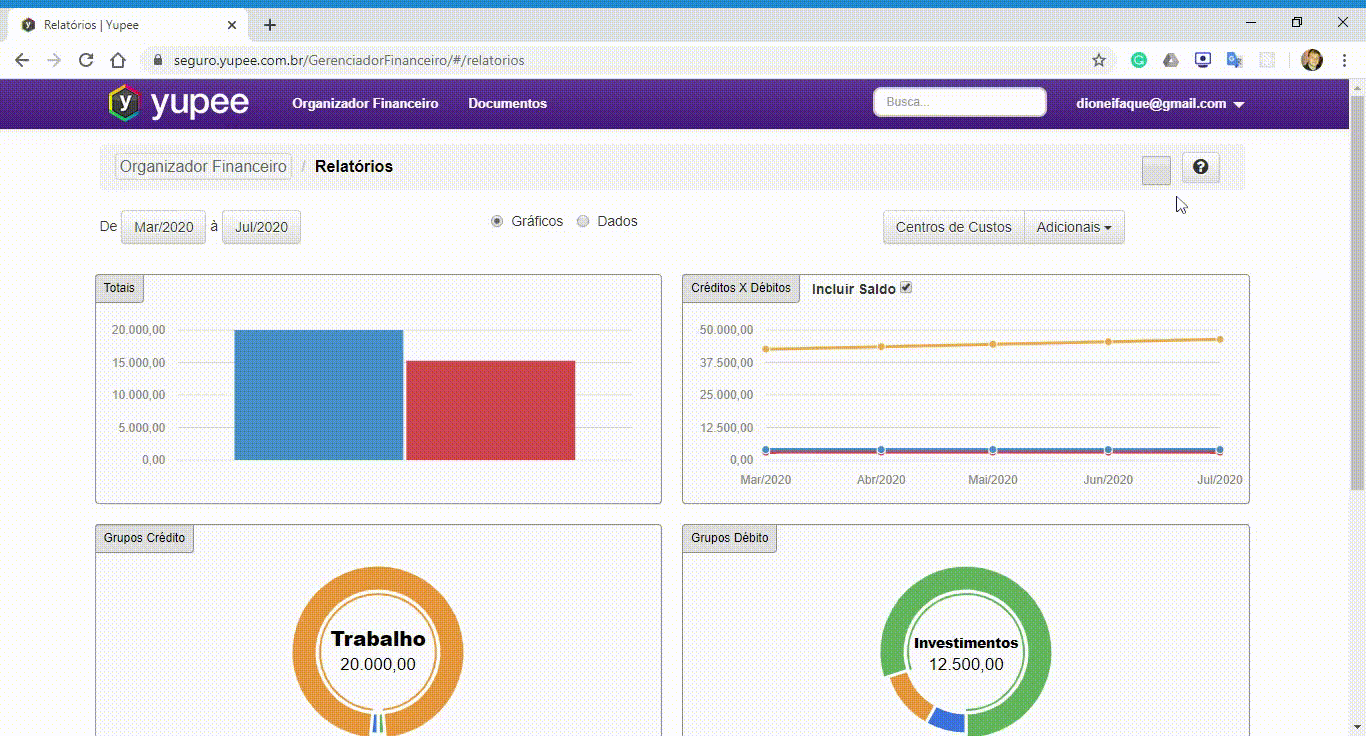 Relatórios | Yupee
seguro.yupee.com.br/GerenciadorFinanceiro/#/relatorios
yupee Organizador Financeiro Documentos Busca... dioneifaque@gmail.com
Organizador Financeiro / Relatórios
De Mar/2020 à Jul/2020 Gráficos Dados Centros de Custos Adicionais
Totais
20.000,00
15.000,00
10.000,00
5.000,00
0,00
Créditos X Débitos Incluir Saldo
50.000,00
37.500,00
25.000,00
12.500,00
0,00
Mar/2020 Abr/2020 Mai/2020 Jun/2020 Jul/2020
Grupos Crédito
Trabalho
20.000,00
Grupos Débito
Investimentos
12.500,00